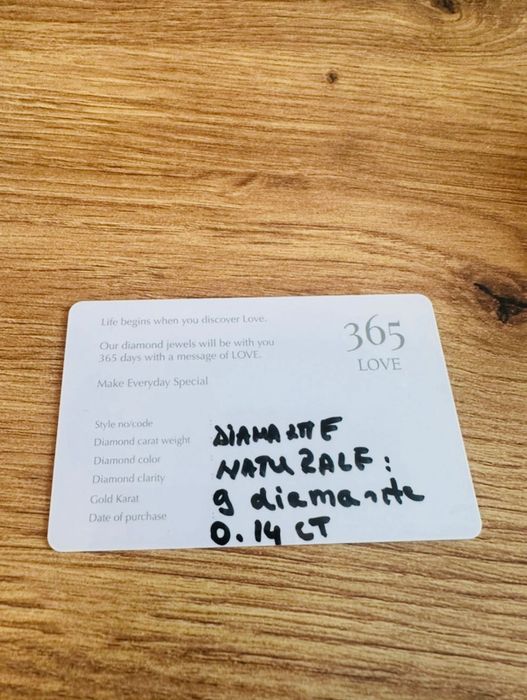 Life begins when you discover Love.
365
LOVE
Our diamond jewels will be with you
365 days with a message of LOVE.
Make Everyday Special
Style no/code
Diamond carat weight
Diamond color
Diamond clarity
Gold Karat
Date of purchase
DIAMANTE
NATURALE:
9 diamante
0.14 CT